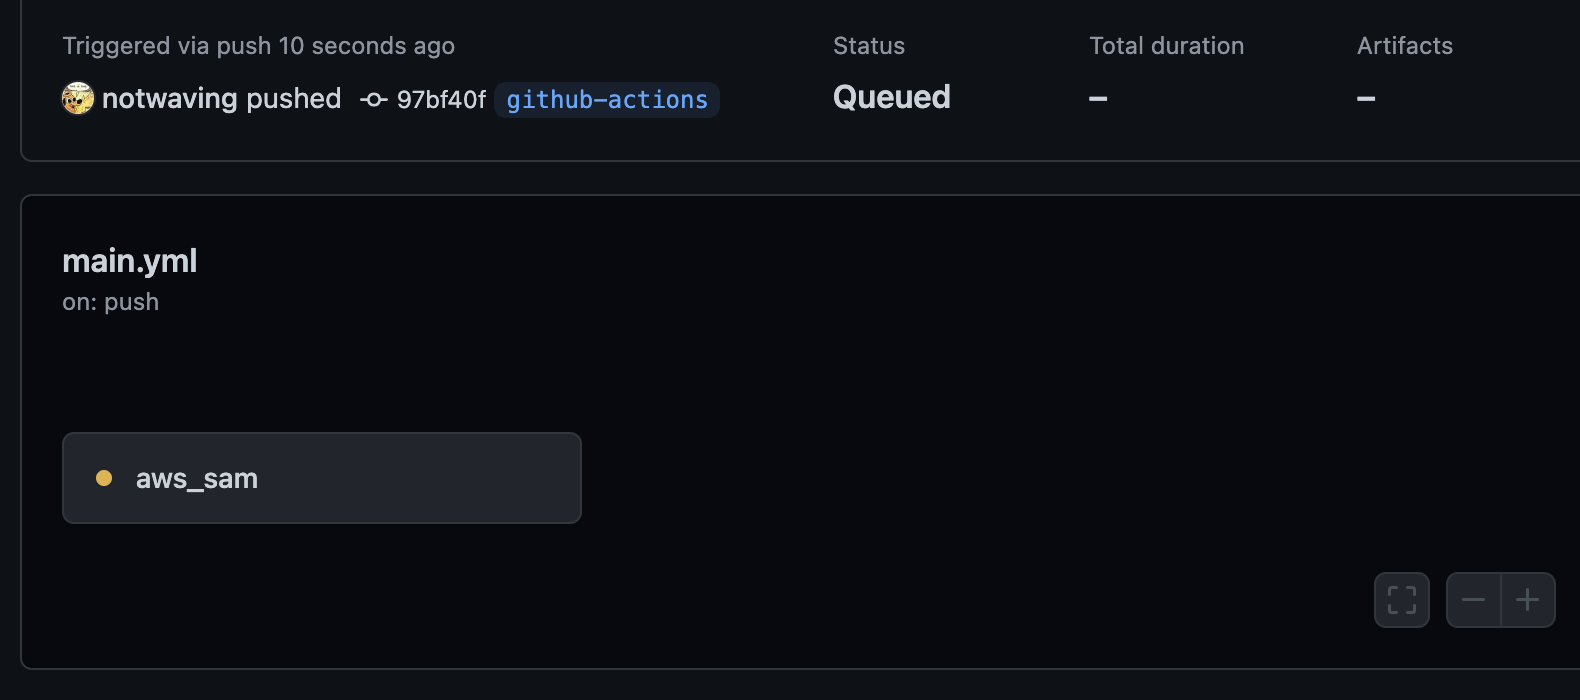 Triggered via push 10 seconds ago
notwaving pushed 97bf40f github-actions
Status
Queued
Total duration
–
Artifacts
–
main.yml
on: push
aws_sam